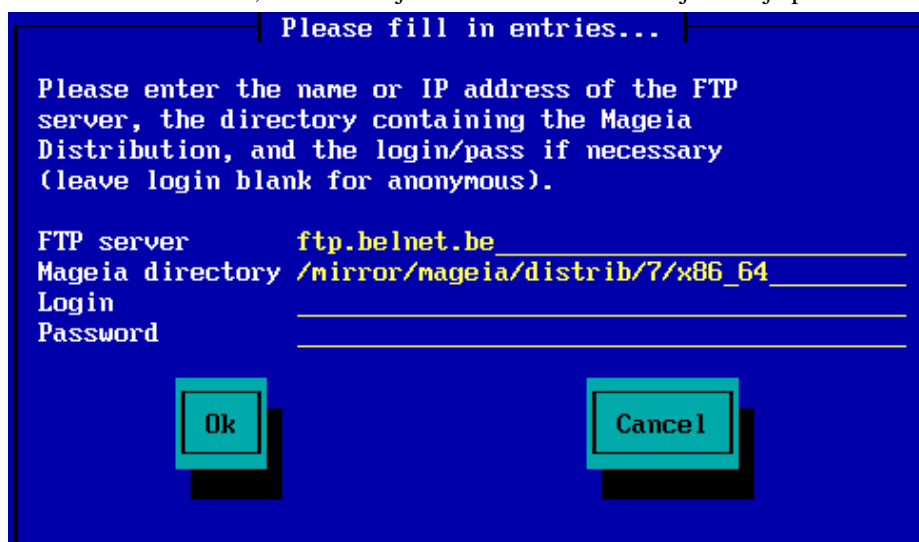 Please fill in entries...
Please enter the name or IP address of the FTP
server, the directory containing the Mageia
Distribution, and the login/pass if necessary
(leave login blank for anonymous).
FTP server ftp.belnet.be
Mageia directory /mirror/mageia/distrib/7/x86_64
Login
Password
Ok Cancel